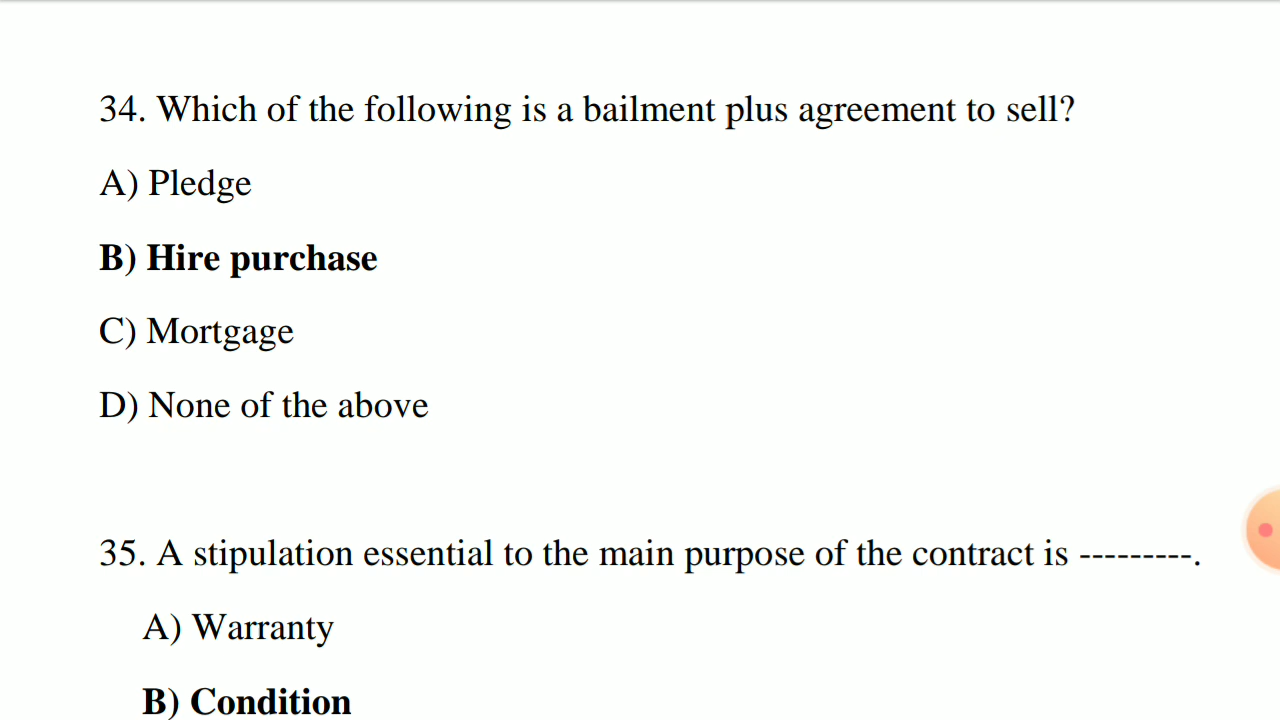 34. Which of the following is a bailment plus agreement to sell?
A) Pledge
B) Hire purchase
C) Mortgage
D) None of the above
35. A stipulation essential to the main purpose of the contract is ---------.
A) Warranty
B) Condition